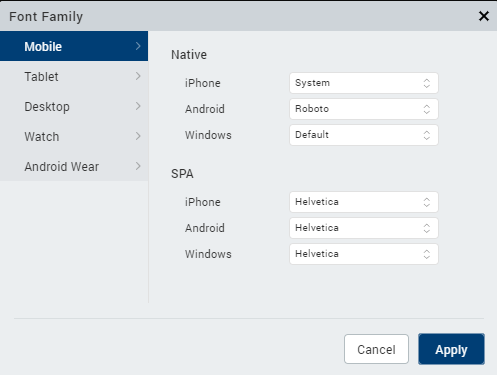 Font Family
Mobile
Tablet
Desktop
Watch
Android Wear
Native
iPhone System
Android Roboto
Windows Default
SPA
iPhone Helvetica
Android Helvetica
Windows Helvetica
Cancel Apply